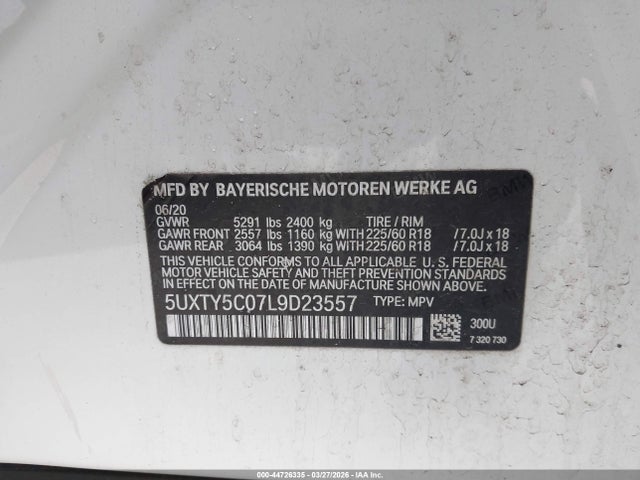 MFD BY BAYERISCHE MOTOREN WERKE AG
06/20
GVWR 5291 lbs 2400 kg TIRE / RIM
GAWR FRONT 2557 lbs 1160 kg WITH 225/60 R18 /7.0J x 18
GAWR REAR 3064 lbs 1390 kg WITH 225/60 R18 /7.0J x 18
THIS VEHICLE CONFORMS TO ALL APPLICABLE U. S. FEDERAL
MOTOR VEHICLE SAFETY, BUMPER, AND THEFT PREVENTION STANDARDS
IN EFFECT ON THE DATE OF MANUFACTURE SHOWN ABOVE.
5UXTY5C07L9D23557 TYPE: MPV
300U
7 320 730
000-44726335 | 03/27/2026 | IAAI.com